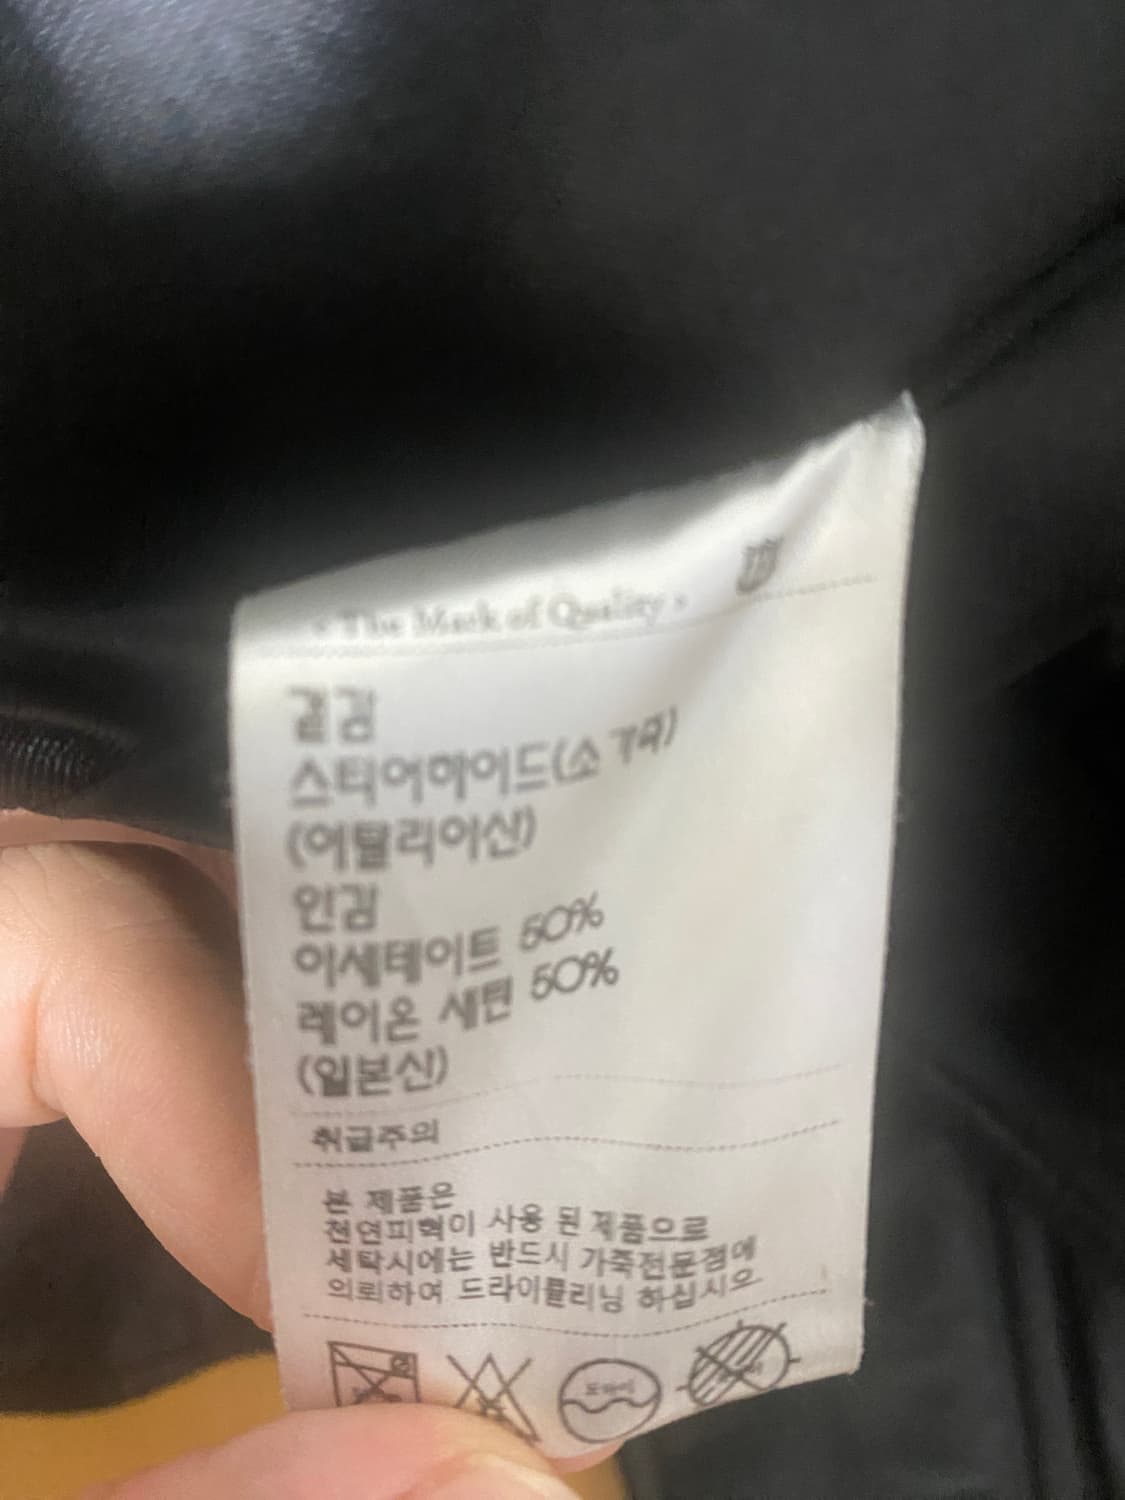 The Mark of Quality
겉감
스티어하이드(소가죽)
(이탈리아산)
안감
아세테이트 50%
레이온 새틴 50%
(일본산)
취급주의
본 제품은
천연피혁이 사용 된 제품으로
세탁시에는 반드시 가죽전문점에
의뢰하여 드라이클리닝 하십시오
드라이